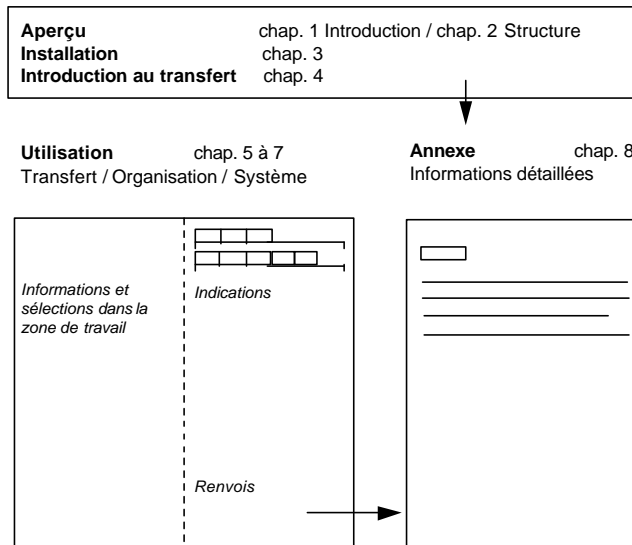 Aperçu chap. 1 Introduction / chap. 2 Structure
Installation chap. 3
Introduction au transfert chap. 4
Utilisation chap. 5 à 7
Transfert / Organisation / Système
Annexe chap. 8
Informations détaillées
Informations et
sélections dans la
zone de travail
Indications
Renvois